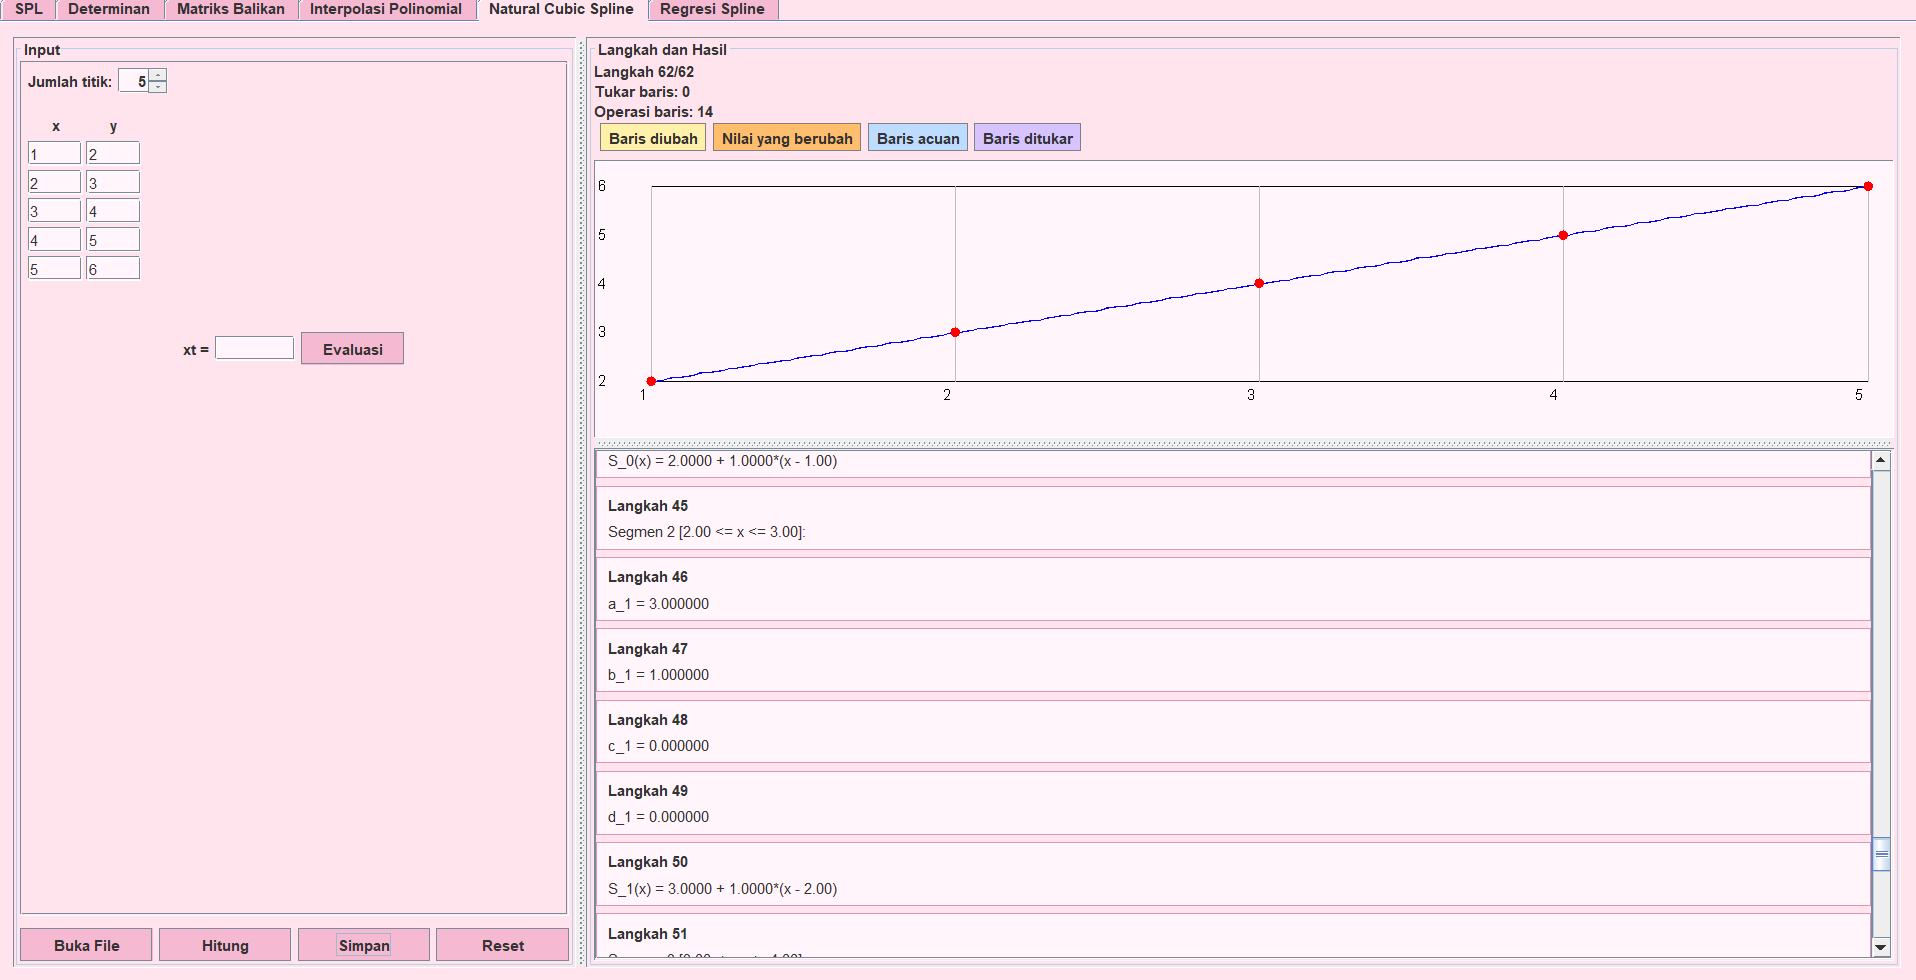 SPL Determinan Matriks Balikan Interpolasi Polinomial Natural Cubic Spline Regresi Spline
Input
Jumlah titik: 5
x y
1 2
2 3
3 4
4 5
5 6
xt = Evaluasi
Buka File Hitung Simpan Reset
Langkah dan Hasil
Langkah 62/62
Tukar baris: 0
Operasi baris: 14
Baris diubah Nilai yang berubah Baris acuan Baris ditukar
6
5
4
3
2
1 2 3 4 5
S_0(x) = 2.0000 + 1.0000*(x - 1.00)
Langkah 45
Segmen 2 [2.00 <= x <= 3.00]:
Langkah 46
a_1 = 3.000000
Langkah 47
b_1 = 1.000000
Langkah 48
c_1 = 0.000000
Langkah 49
d_1 = 0.000000
Langkah 50
S_1(x) = 3.0000 + 1.0000*(x - 2.00)
Langkah 51